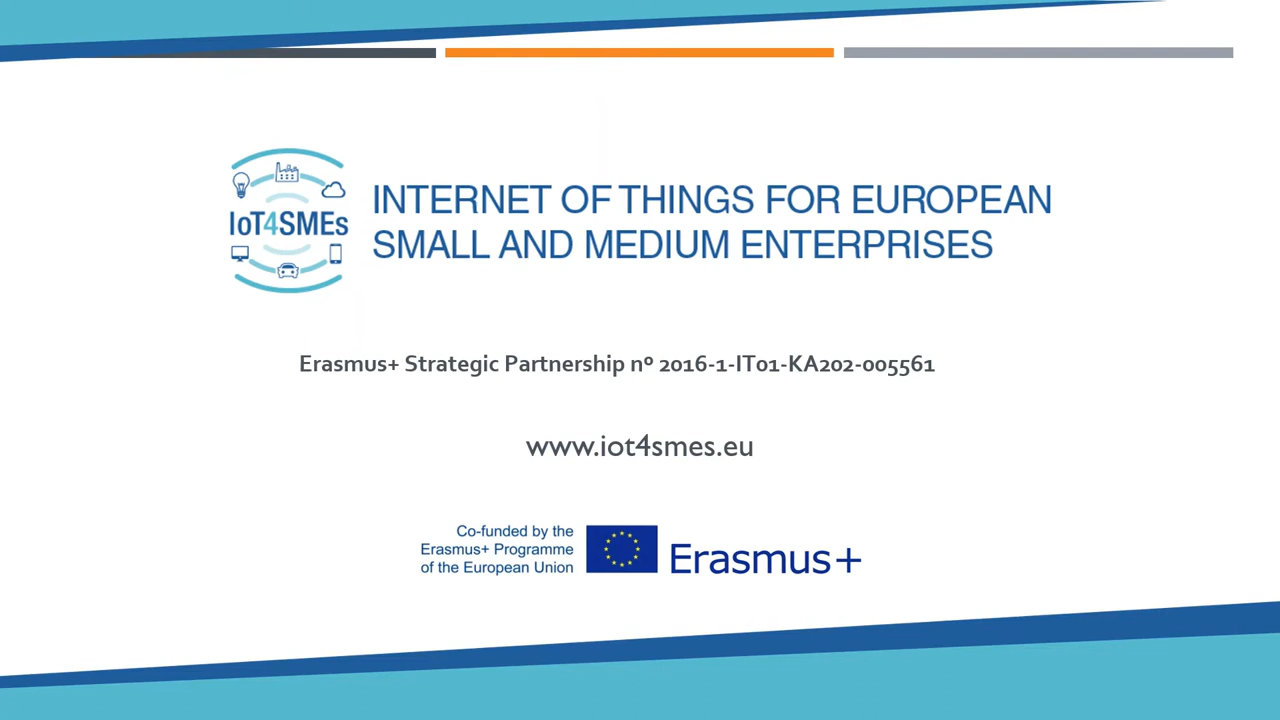 IoT4SMEs
INTERNET OF THINGS FOR EUROPEAN
SMALL AND MEDIUM ENTERPRISES
Erasmus+ Strategic Partnership nº 2016-1-IT01-KA202-005561
www.iot4smes.eu
Co-funded by the
Erasmus+ Programme
of the European Union
Erasmus+